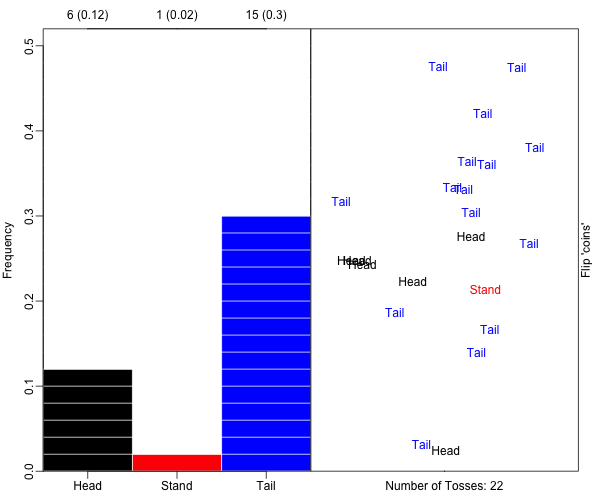 6 (0.12) 1 (0.02) 15 (0.3)
Frequency
0.5
0.4
0.3
0.2
0.1
0.0
Head Stand Tail
Tail Tail
Tail
Tail
Tail Tail
Tail Tail
Tail
Tail
Head
Tail
Head Head
Head
Head
Stand
Tail
Tail
Tail
Tail Head
Flip 'coins'
Number of Tosses: 22